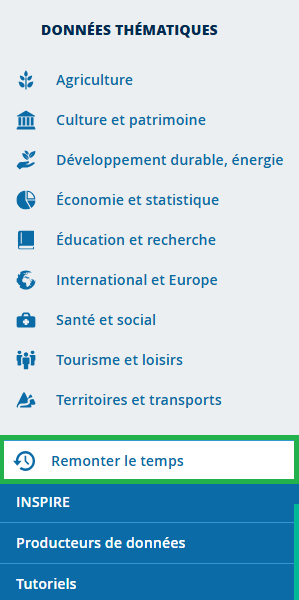 DONNÉES THÉMATIQUES
Agriculture
Culture et patrimoine
Développement durable, énergie
Économie et statistique
Éducation et recherche
International et Europe
Santé et social
Tourisme et loisirs
Territoires et transports
Remonter le temps
INSPIRE
Producteurs de données
Tutoriels